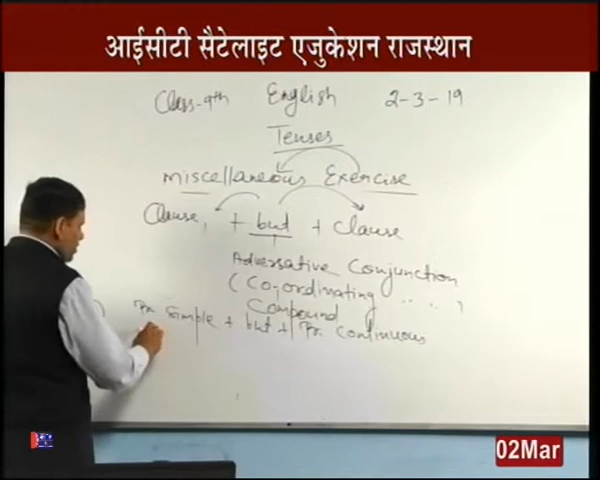 आईसीटी सैटेलाइट एजुकेशन राजस्थान
Class-9th English 2-3-19
Tenses
Miscellaneous Exercise
Clause, + but + clause
Adversative Conjunction
(Co-ordinating .. .. )
Compound
Pr. Simple + but + Pr. Continuous
02Mar